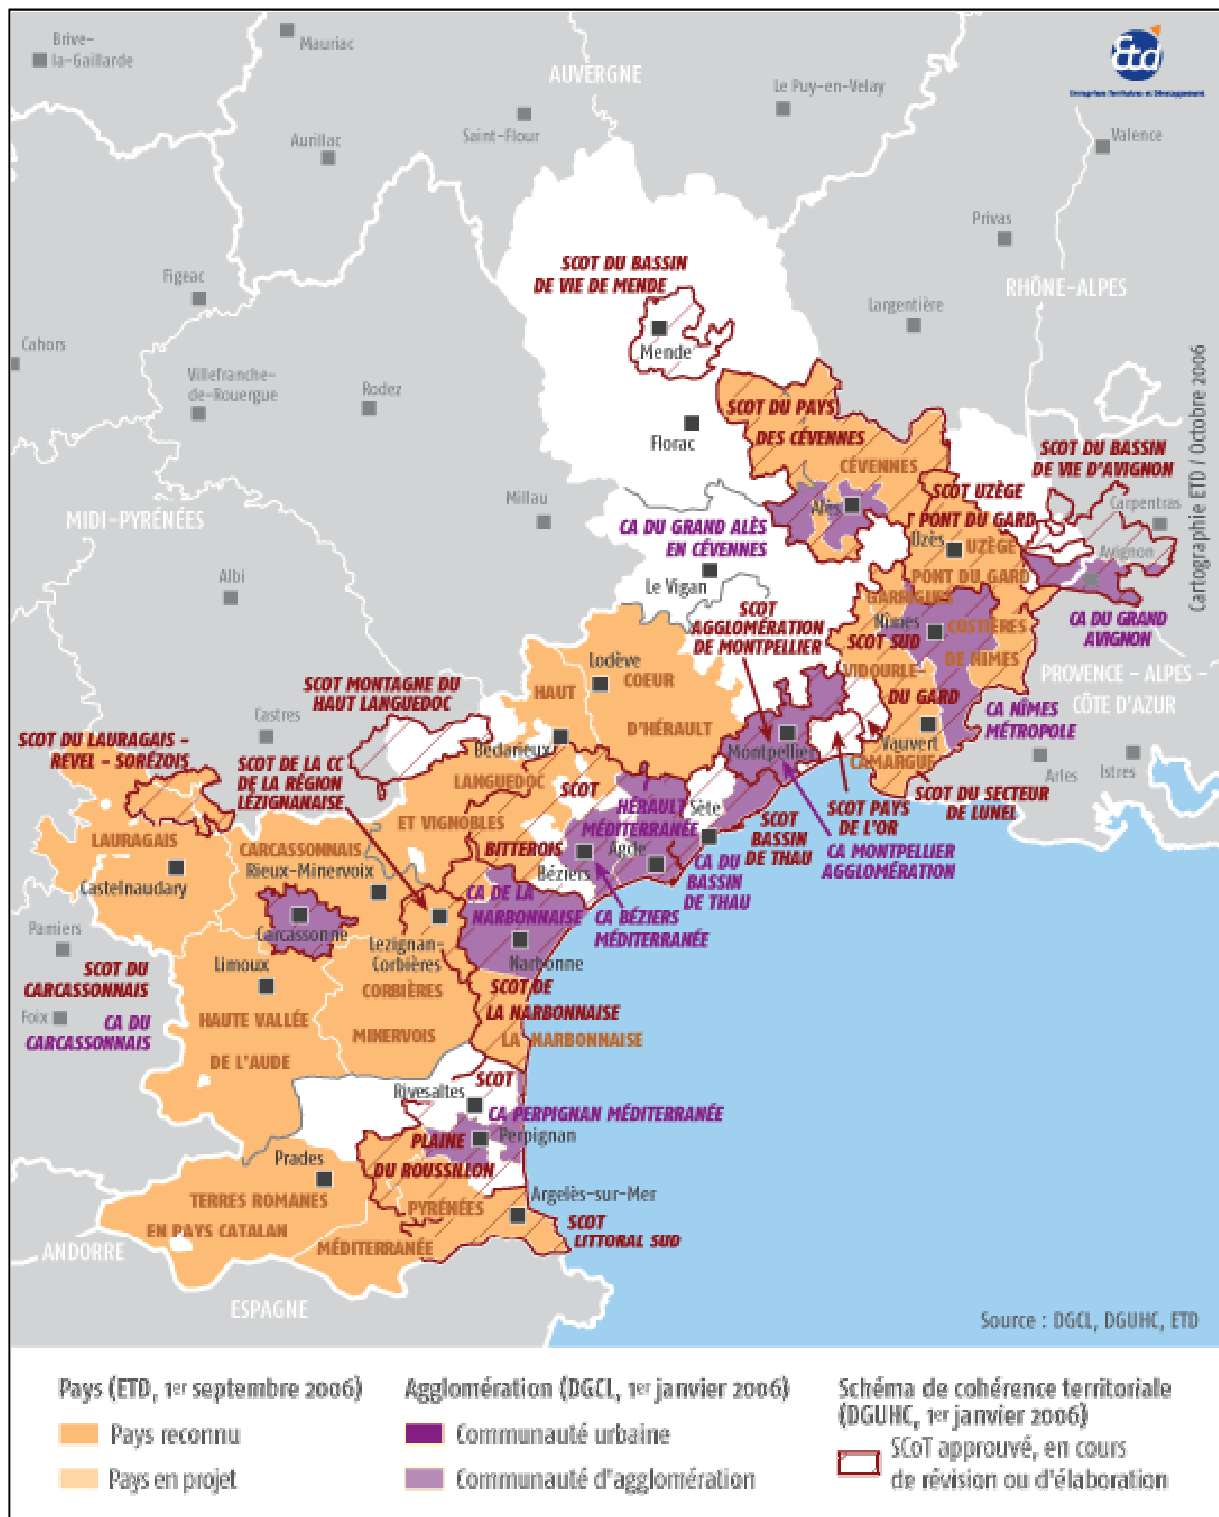 Brive-
la-Gaillarde
Mauriac
AUVERGNE
Etd
Entreprises Territoires et Développement
Le Puy-en-Velay
Saint-Flour
Aurillac
Valence
Privas
Figeac
SCOT DU BASSIN
DE VIE DE MENDE
RHÔNE-ALPES
Largentière
Cahors
Mende
Villefranche-
de-Rouergue
Rodez
Cartographie ETD / Octobre 2006
SCOT DU PAYS
DES CÉVENNES
Florac
CÉVENNES
SCOT DU BASSIN
DE VIE D'AVIGNON
Millau
SCOT UZÈGE
Carpentras
MIDI-PYRÉNÉES
Alès
T PONT DU GARD
CA DU GRAND ALÈS
EN CÉVENNES
Uzès
UZÈGE
Avignon
Albi
Le Vigan
PONT DU GARD
GARRIGUES
SCOT
AGGLOMÉRATION
DE MONTPELLIER
Nîmes
COSTIÈRES
CA DU GRAND
AVIGNON
SCOT SUD
DE NIMES
Lodève
COEUR
VIDOURLE-
PROVENCE - ALPES -
CÔTE D'AZUR
SCOT MONTAGNE DU
HAUT LANGUEDOC
HAUT
DU GARD
CA NÎMES
MÉTROPOLE
Castres
D'HÉRAULT
SCOT DU LAURAGAIS -
REVEL - SORÉZOIS
Bédarieux
Montpellier
Vauvert
CAMARGUE
Arles
Istres
SCOT DE LA CC
DE LA RÉGION
LÉZIGNANAISE
LANGUEDOC
SCOT
HÉRAULT
MÉDITERRANÉE
Sète
SCOT DU SECTEUR
DE LUNEL
SCOT PAYS
DE L'OR
ET VIGNOBLES
SCOT
BASSIN
DE THAU
LAURAGAIS
CARCASSONNAIS
BITTEROIS
Agde
CA MONTPELLIER
AGGLOMÉRATION
Rieux-Minervoix
Béziers
CA DU
BASSIN
DE THAU
Castelnaudary
CA DE LA
NARBONNAISE
CA BÉZIERS
MÉDITERRANÉE
Pamiers
Carcassonne
Lezignan-
Corbières
Narbonne
SCOT DU
CARCASSONNAIS
Limoux
CORBIÈRES
SCOT DE
LA NARBONNAISE
Foix
CA DU
CARCASSONNAIS
HAUTE VALLÉE
MINERVOIS
LA NARBONNAISE
DE L'AUDE
SCOT
Rivesaltes
CA PERPIGNAN MÉDITERRANÉE
PLAINE
Perpignan
Prades
DU ROUSSILLON
TERRES ROMANES
Argelès-sur-Mer
PYRÉNÉES
EN PAYS CATALAN
SCOT
LITTORAL SUD
MÉDITERRANÉE
ANDORRE
ESPAGNE
Source : DGCL, DGUHC, ETD
Pays (ETD, 1er septembre 2006)
Pays reconnu
Pays en projet
Agglomération (DGCL, 1er janvier 2006)
Communauté urbaine
Communauté d'agglomération
Schéma de cohérence territoriale
(DGUHC, 1er janvier 2006)
SCoT approuvé, en cours
de révision ou d'élaboration